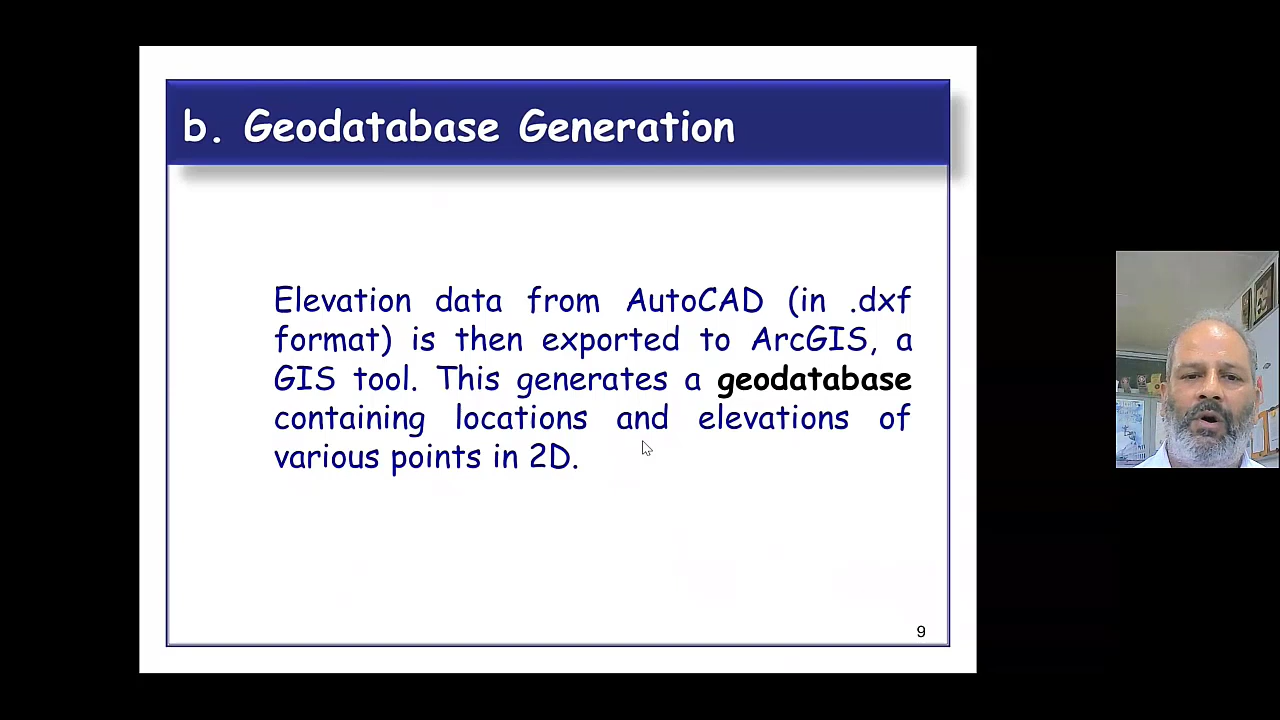 b. Geodatabase Generation
Elevation data from AutoCAD (in .dxf
format) is then exported to ArcGIS, a
GIS tool. This generates a geodatabase
containing locations and elevations of
various points in 2D.
9